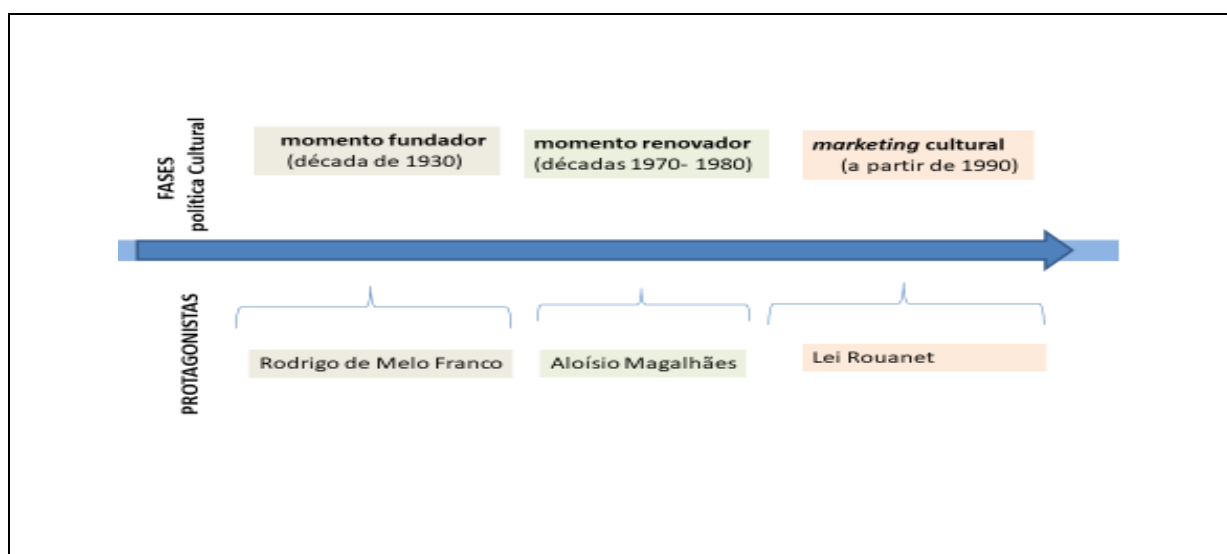 FASES
política Cultural
momento fundador
(década de 1930)
momento renovador
(décadas 1970- 1980)
marketing cultural
(a partir de 1990)
PROTAGONISTAS
Rodrigo de Melo Franco
Aloísio Magalhães
Lei Rouanet